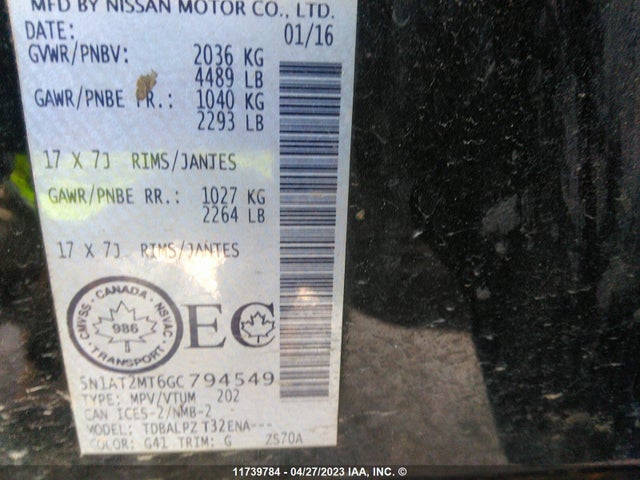 MFD BY NISSAN MOTOR CO., LTD.
DATE: 01/16
GVWR/PNBV: 2036 KG
4489 LB
GAWR/PNBE FR.: 1040 KG
2293 LB
17 X 7J RIMS/JANTES
GAWR/PNBE RR.: 1027 KG
2264 LB
17 X 7J RIMS/JANTES
CMVSS · CANADA · NSVAC
986
TRANSPORT
EC
5N1AT2MT6GC794549
TYPE: MPV/VTUM 202
CAN ICES-2/NMB-2
MODEL: TDBALPZ T32ENA---
COLOR: G41 TRIM: G ZS70A
11739784 - 04/27/2023 IAA, INC. ©